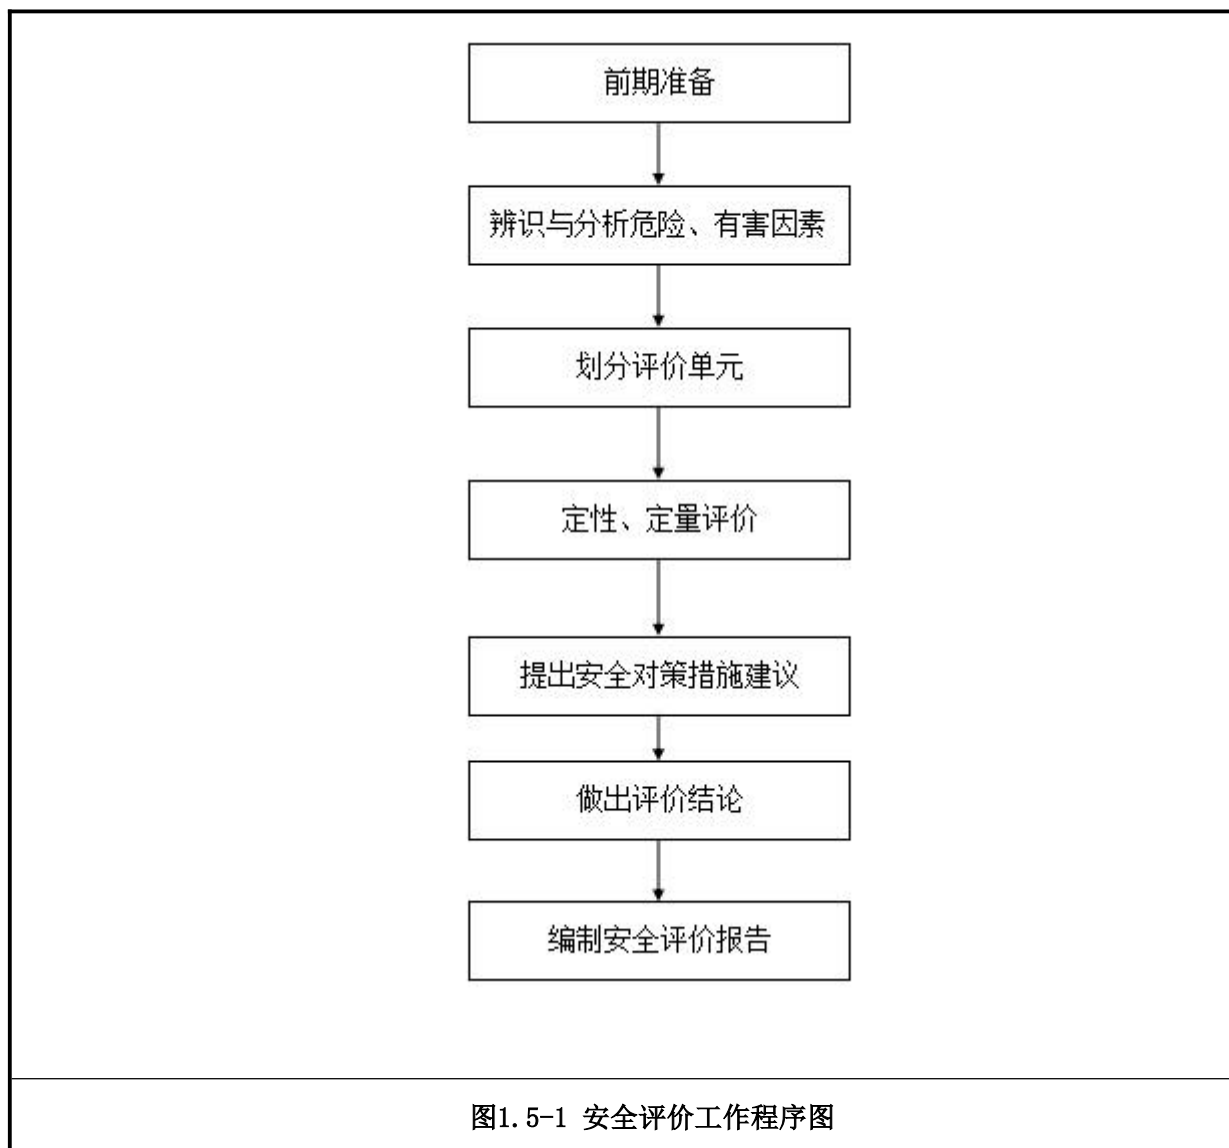 前期准备
辨识与分析危险、有害因素
划分评价单元
定性、定量评价
提出安全对策措施建议
做出评价结论
编制安全评价报告
图1.5-1 安全评价工作程序图